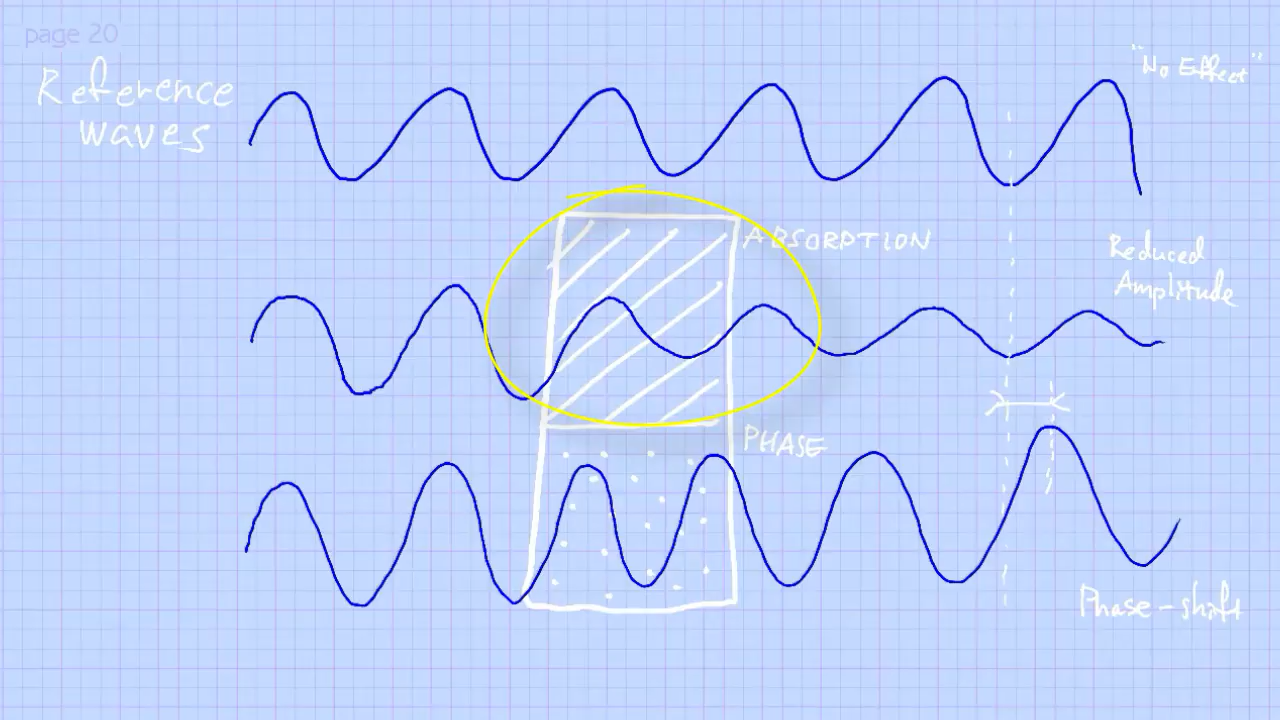 page 20
Reference
waves
"No Effect"
ABSORPTION
Reduced
Amplitude
PHASE
Phase-shift